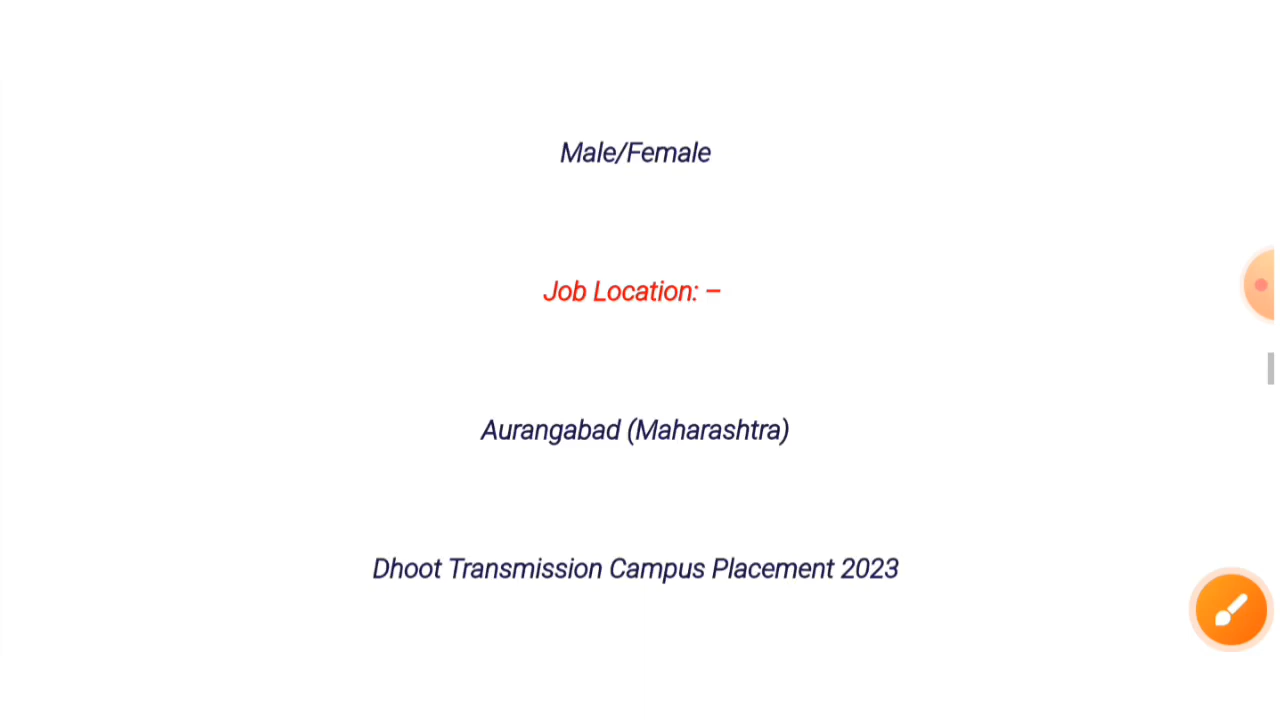 Male/Female
Job Location: –
Aurangabad (Maharashtra)
Dhoot Transmission Campus Placement 2023